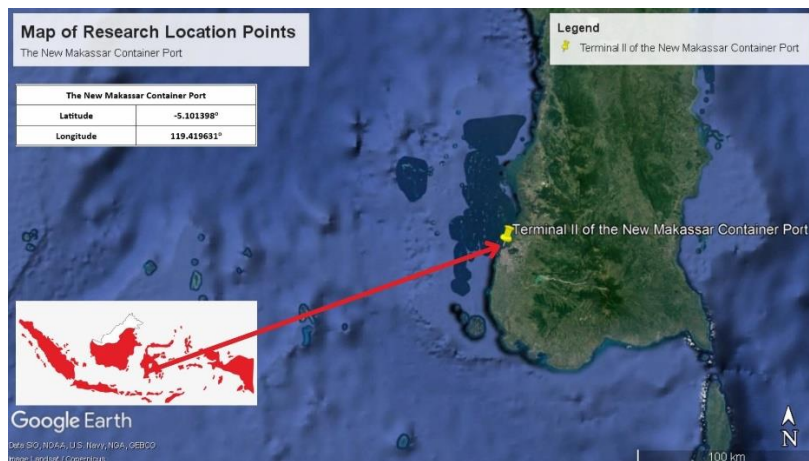 Map of Research Location Points
The New Makassar Container Port
Legend
Terminal II of the New Makassar Container Port
The New Makassar Container Port
Latitude -5.101398°
Longitude 119.419631°
Terminal II of the New Makassar Container Port
Google Earth
Data SIO, NOAA, U.S. Navy, NGA, GEBCO
Image Landsat / Copernicus
100 km
N